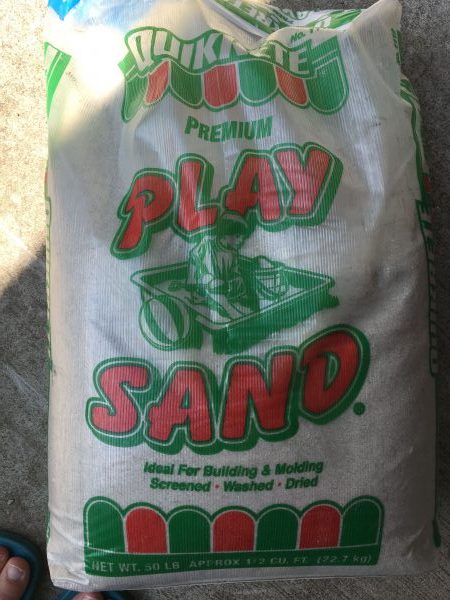 QUIKRETE
PREMIUM
PLAY
SAND®
Ideal For Building & Molding
Screened · Washed · Dried
NET WT. 50 LB APPROX 1/2 CU. FT. (22.7 kg)